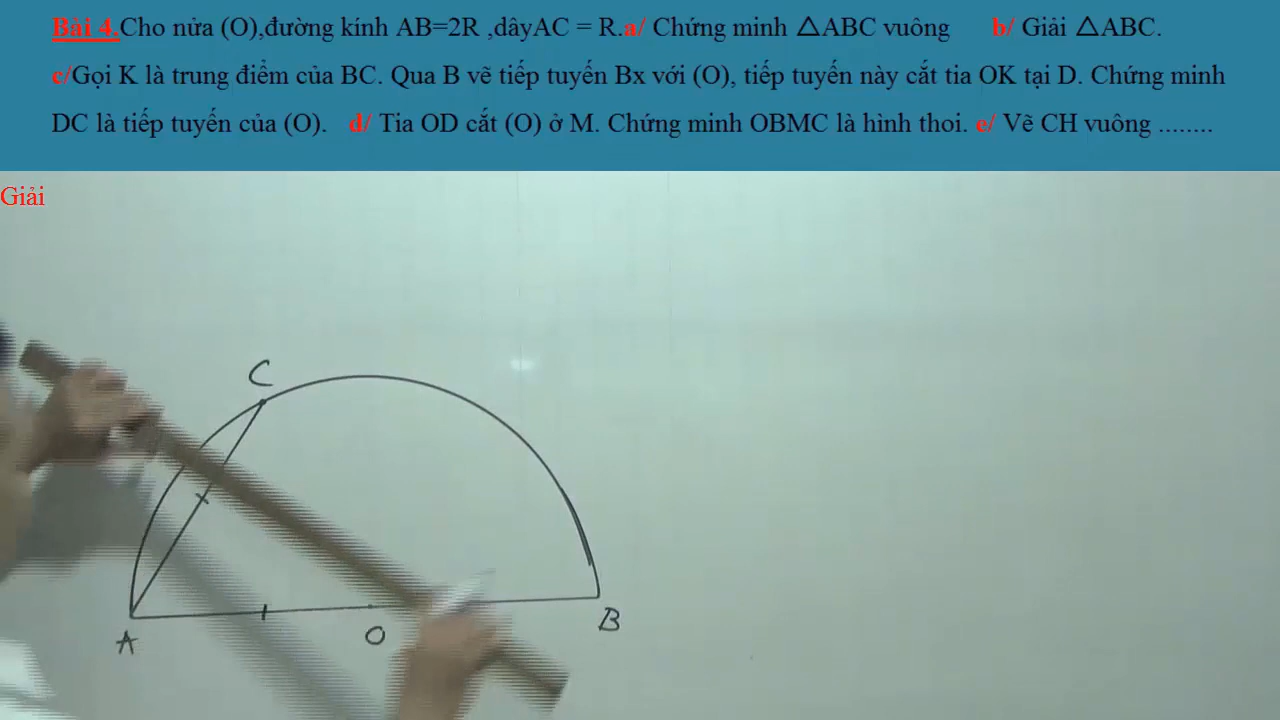 Bài 4.Cho nửa (O),đường kính AB=2R ,dâyAC = R.a/ Chứng minh △ABC vuông b/ Giải △ABC.
c/Gọi K là trung điểm của BC. Qua B vẽ tiếp tuyến Bx với (O), tiếp tuyến này cắt tia OK tại D. Chứng minh
DC là tiếp tuyến của (O). d/ Tia OD cắt (O) ở M. Chứng minh OBMC là hình thoi. e/ Vẽ CH vuông ........
Giải
C
A O B